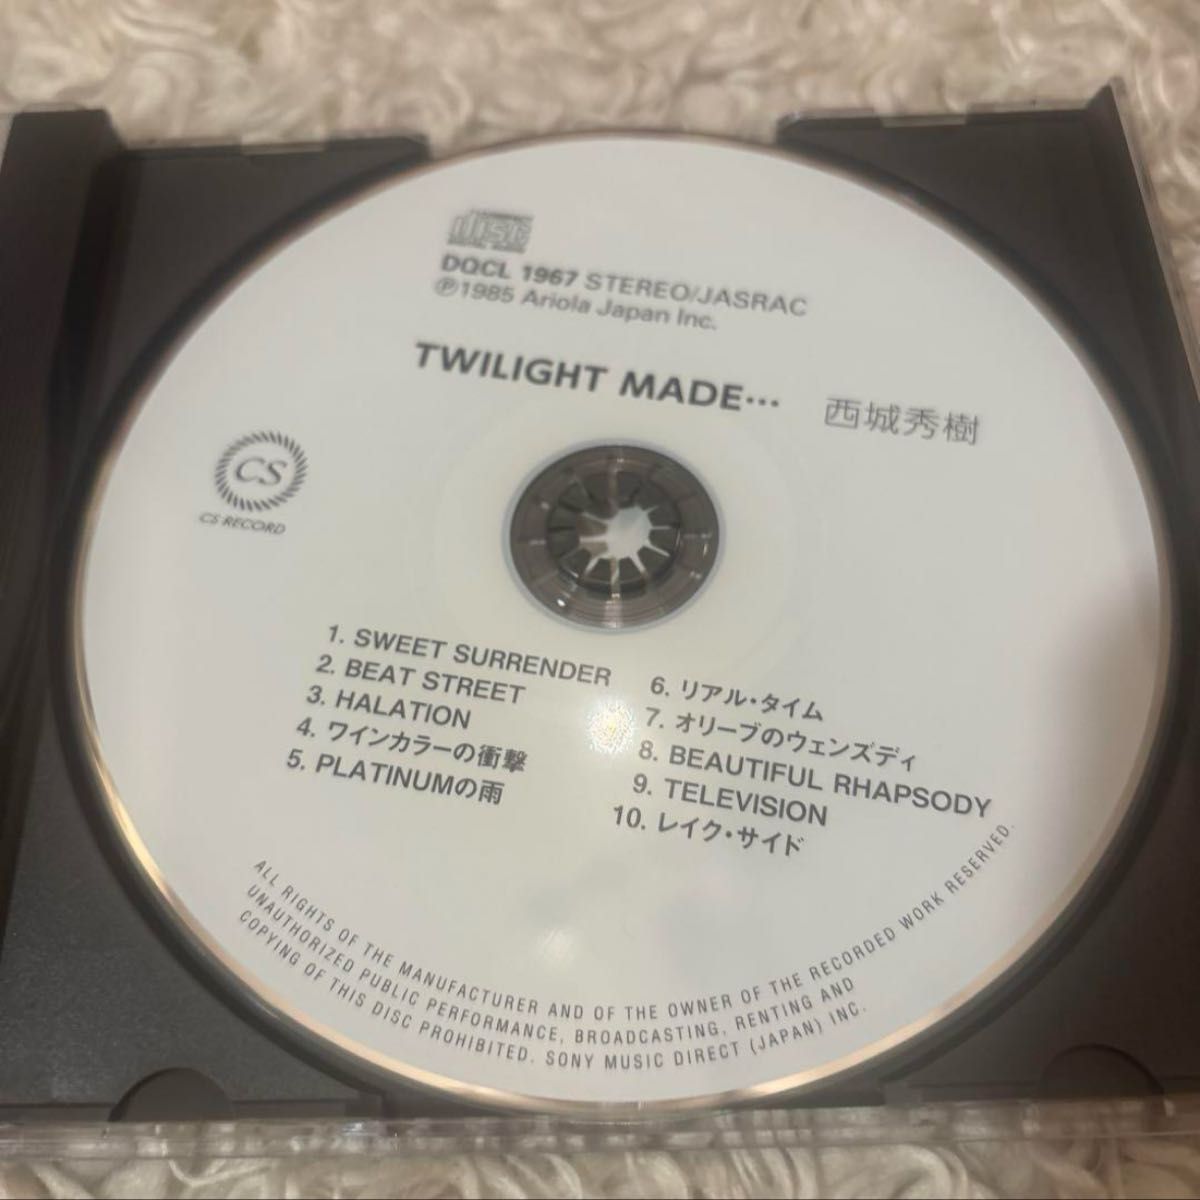 COMPACT
disc
DIGITAL AUDIO
DQCL 1967 STEREO/JASRAC
Ⓟ1985 Ariola Japan Inc.
TWILIGHT MADE… 西城秀樹
CS
CS RECORD
1. SWEET SURRENDER
2. BEAT STREET
3. HALATION
4. ワインカラーの衝撃
5. PLATINUMの雨
6. リアル・タイム
7. オリーブのウェンズディ
8. BEAUTIFUL RHAPSODY
9. TELEVISION
10. レイク・サイド
ALL RIGHTS OF THE MANUFACTURER AND OF THE OWNER OF THE RECORDED WORK RESERVED.
UNAUTHORIZED PUBLIC PERFORMANCE, BROADCASTING, RENTING AND
COPYING OF THIS DISC PROHIBITED. SONY MUSIC DIRECT (JAPAN) INC.